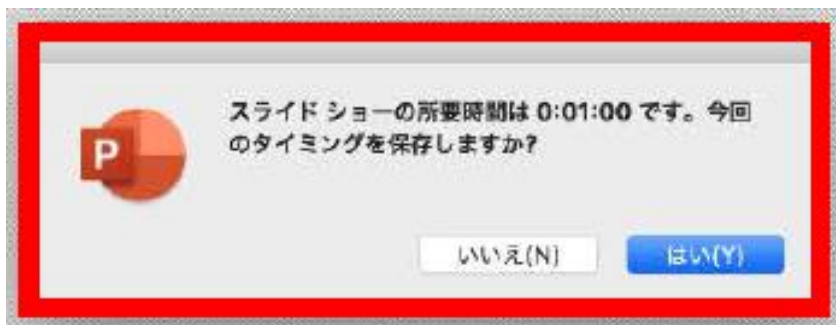 スライド ショーの所要時間は 0:01:00 です。今回
のタイミングを保存しますか?
P
いいえ(N) はい(Y)